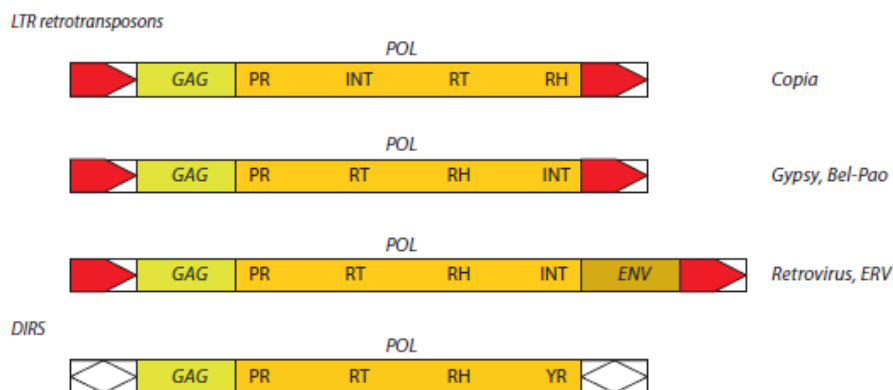 LTR retrotransposons
POL
GAG PR INT RT RH Copia
POL
GAG PR RT RH INT Gypsy, Bel-Pao
POL
GAG PR RT RH INT ENV Retrovirus, ERV
DIRS
POL
GAG PR RT RH YR